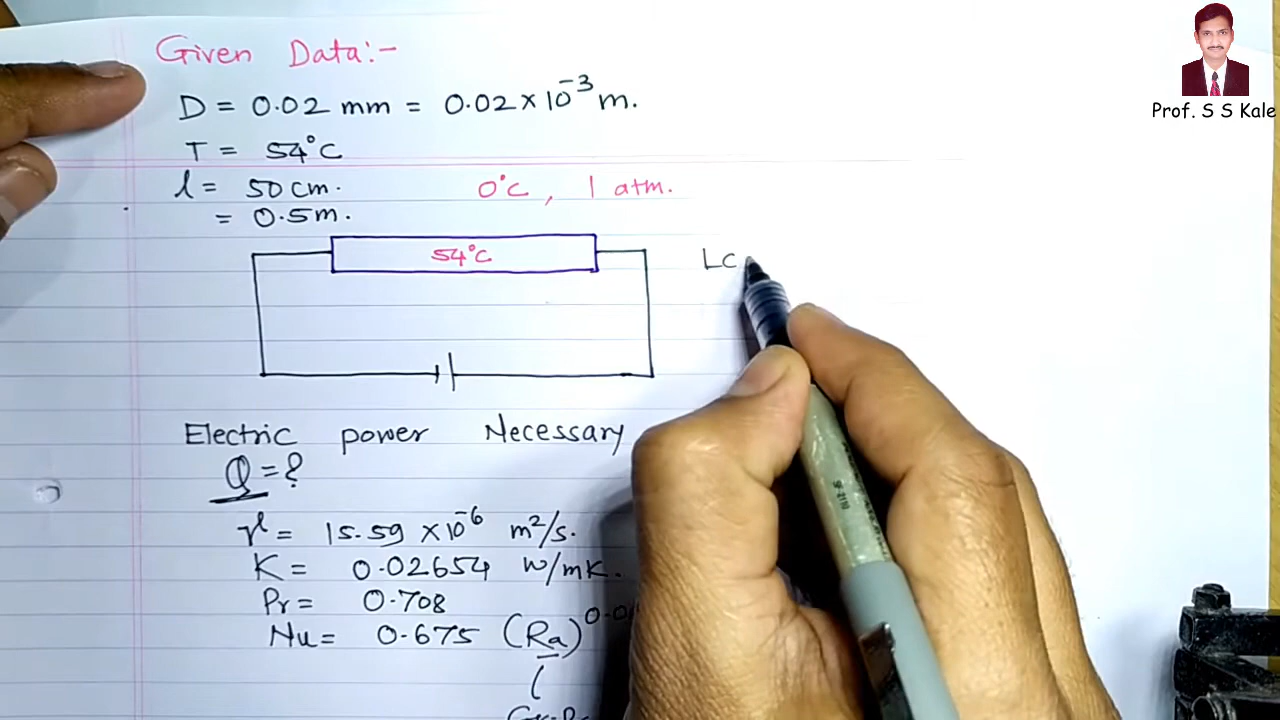 Given Data:-
D = 0.02 mm = 0.02 × 10⁻³ m.
T = 54°C
l = 50 cm. 0°C , 1 atm.
= 0.5 m.
54°C
Lc
Electric power Necessary
Q = ?
γ = 15.59 × 10⁻⁶ m²/s.
K = 0.02654 w/mK.
Pr = 0.708
Nu = 0.675 (Ra)
Prof. S S Kale